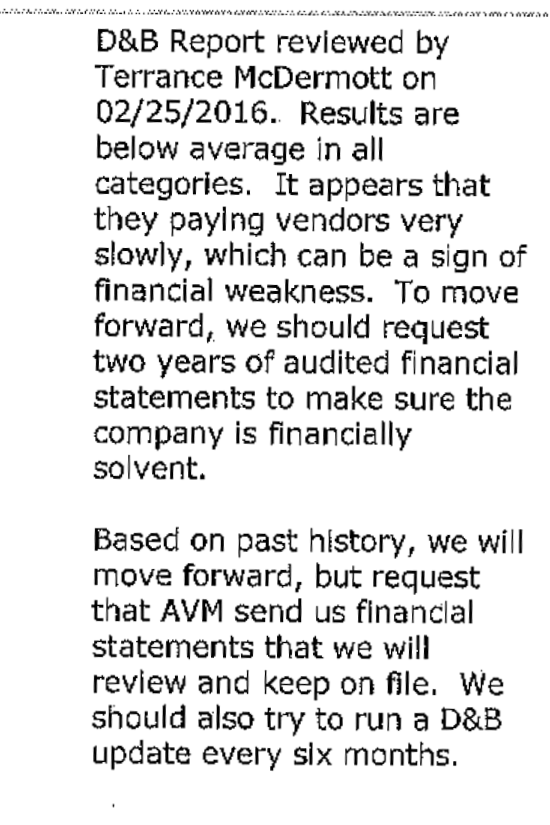 D&B Report reviewed by
Terrance McDermott on
02/25/2016. Results are
below average in all
categories. It appears that
they paying vendors very
slowly, which can be a sign of
financial weakness. To move
forward, we should request
two years of audited financial
statements to make sure the
company is financially
solvent.
Based on past history, we will
move forward, but request
that AVM send us financial
statements that we will
review and keep on file. We
should also try to run a D&B
update every six months.